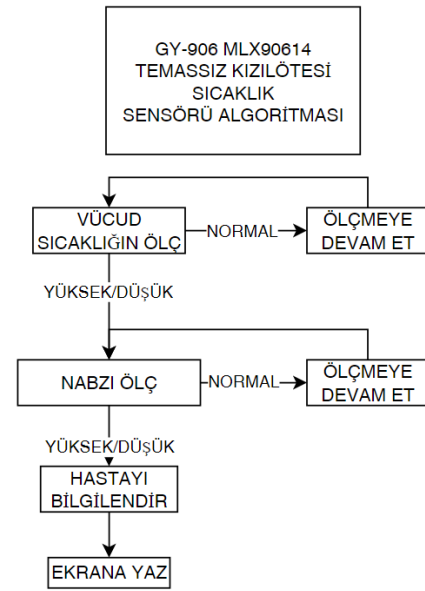 GY-906 MLX90614
TEMASSIZ KIZILÖTESİ
SICAKLIK
SENSÖRÜ ALGORİTMASI
VÜCUD
SICAKLIĞIN ÖLÇ
NORMAL
ÖLÇMEYE
DEVAM ET
YÜKSEK/DÜŞÜK
NABZI ÖLÇ
NORMAL
ÖLÇMEYE
DEVAM ET
YÜKSEK/DÜŞÜK
HASTAYI
BİLGİLENDİR
EKRANA YAZ